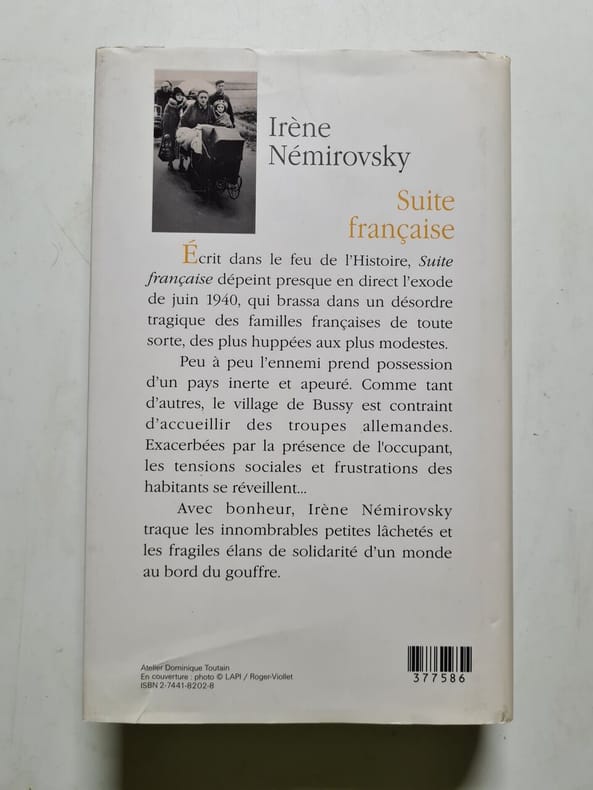 Irène
Némirovsky
Suite
française
Écrit dans le feu de l'Histoire, Suite
française dépeint presque en direct l'exode
de juin 1940, qui brassa dans un désordre
tragique des familles françaises de toute
sorte, des plus huppées aux plus modestes.
Peu à peu l'ennemi prend possession
d'un pays inerte et apeuré. Comme tant
d'autres, le village de Bussy est contraint
d'accueillir des troupes allemandes.
Exacerbées par la présence de l'occupant,
les tensions sociales et frustrations des
habitants se réveillent...
Avec bonheur, Irène Némirovsky
traque les innombrables petites lâchetés et
les fragiles élans de solidarité d'un monde
au bord du gouffre.
Atelier Dominique Toutain
En couverture : photo © LAPI / Roger-Viollet
ISBN 2-7441-8202-8
377586